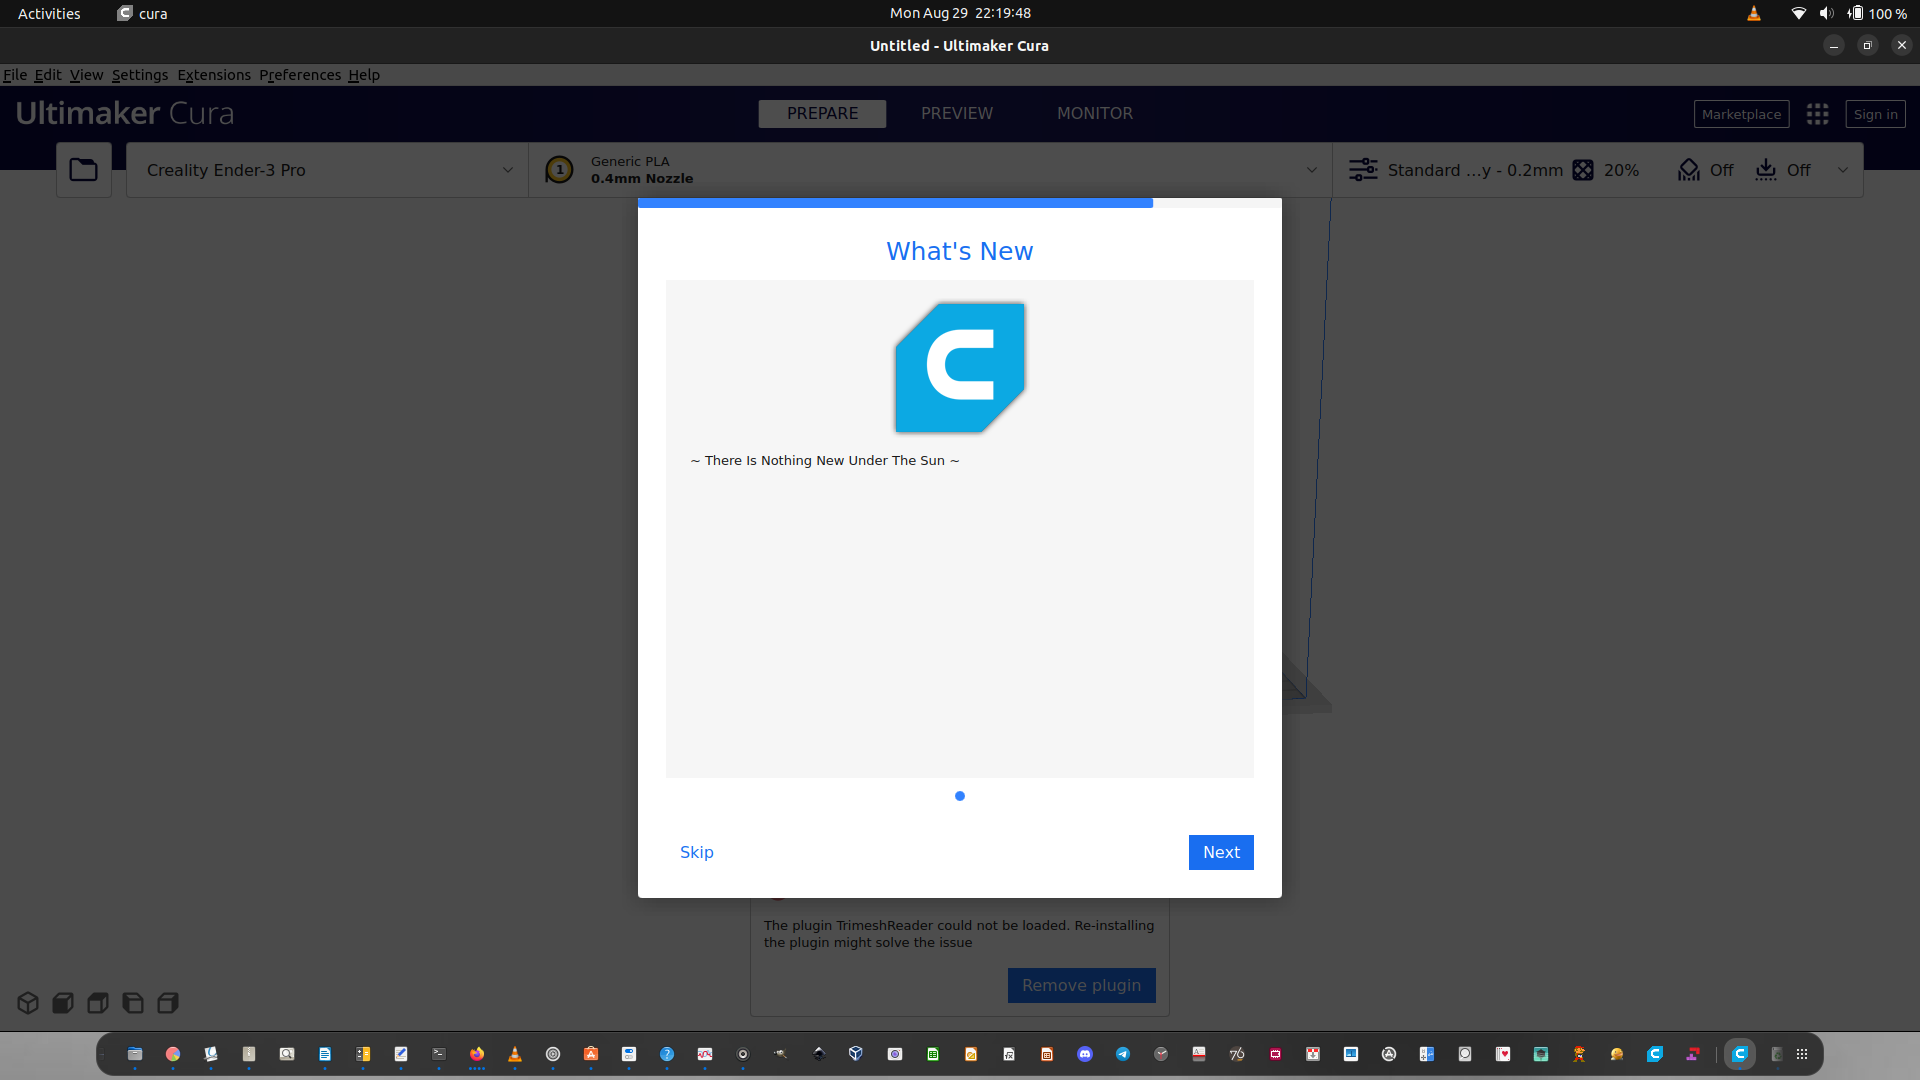 Activities
cura
Mon Aug 29 22:19:48
100 %
Untitled - Ultimaker Cura
File Edit View Settings Extensions Preferences Help
Ultimaker Cura
PREPARE
PREVIEW
MONITOR
Marketplace
Sign in
Creality Ender-3 Pro
1
Generic PLA
0.4mm Nozzle
Standard ...y - 0.2mm
20%
Off
Off
What's New
~ There Is Nothing New Under The Sun ~
Skip
Next
The plugin TrimeshReader could not be loaded. Re-installing
the plugin might solve the issue
Remove plugin